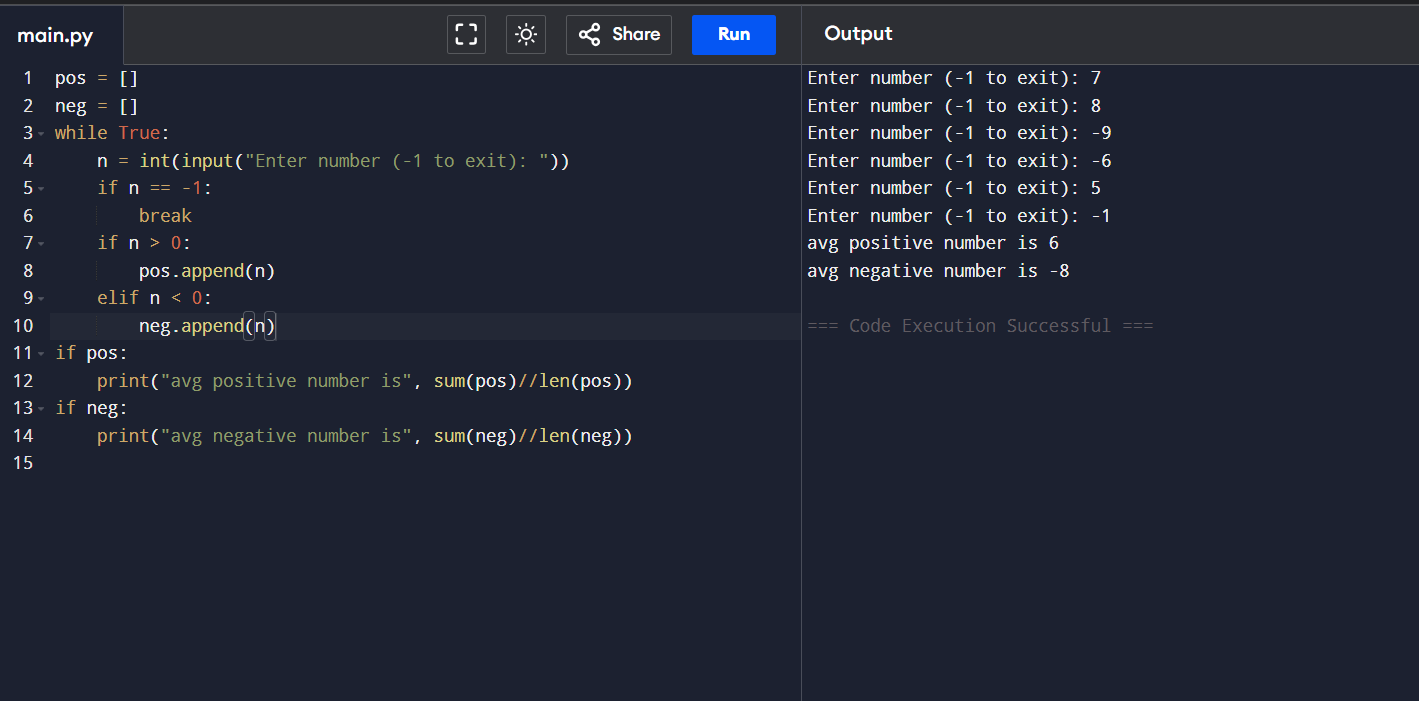 main.py
Share
Run
1 pos = []
2 neg = []
3 while True:
4     n = int(input("Enter number (-1 to exit): "))
5     if n == -1:
6         break
7     if n > 0:
8         pos.append(n)
9     elif n < 0:
10         neg.append(n)
11 if pos:
12     print("avg positive number is", sum(pos)//len(pos))
13 if neg:
14     print("avg negative number is", sum(neg)//len(neg))
15
Output
Enter number (-1 to exit): 7
Enter number (-1 to exit): 8
Enter number (-1 to exit): -9
Enter number (-1 to exit): -6
Enter number (-1 to exit): 5
Enter number (-1 to exit): -1
avg positive number is 6
avg negative number is -8
=== Code Execution Successful ===